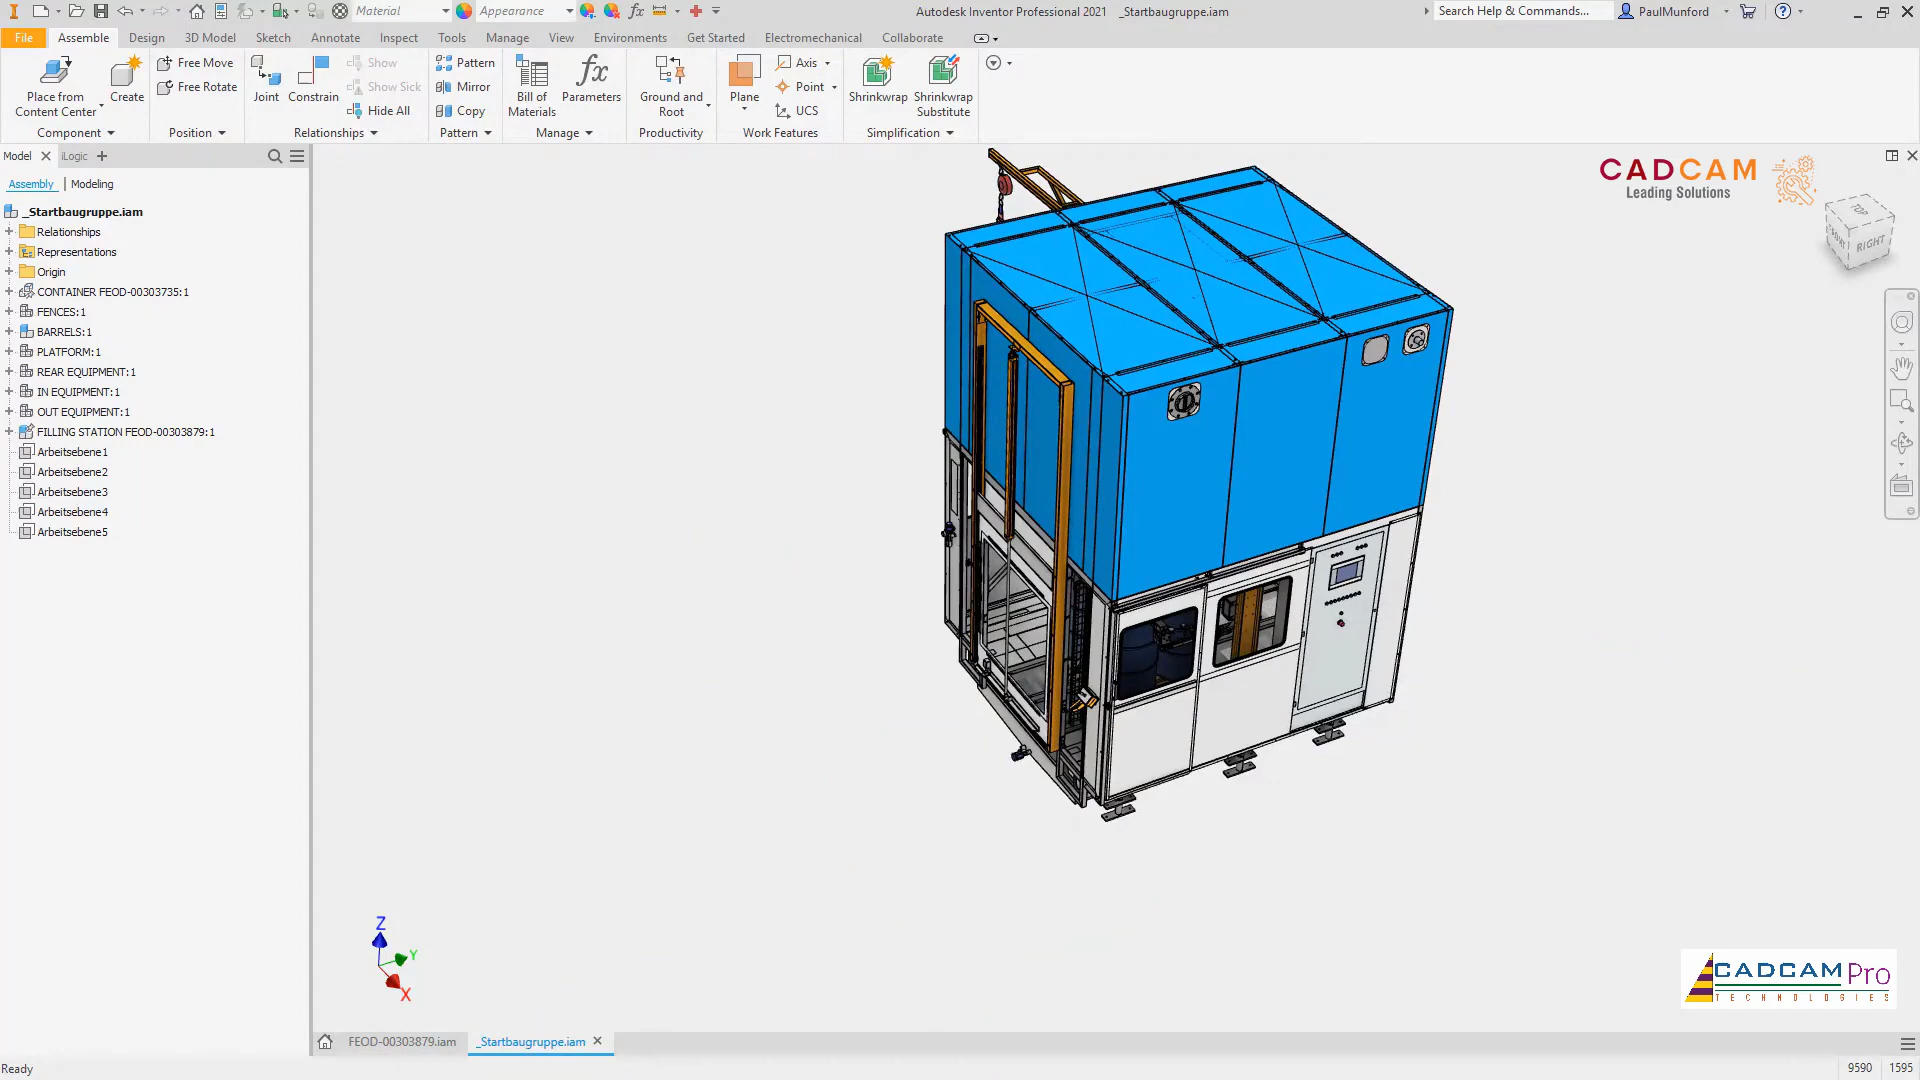 Material
Appearance
fx
Autodesk Inventor Professional 2021 _Startbaugruppe.iam
Search Help & Commands...
PaulMunford
File Assemble Design 3D Model Sketch Annotate Inspect Tools Manage View Environments Get Started Electromechanical Collaborate
Place from
Content Center
Create
Free Move
Free Rotate
Joint
Constrain
Show
Show Sick
Hide All
Pattern
Mirror
Copy
Bill of
Materials
fx
Parameters
Ground and
Root
Plane
Axis
Point
UCS
Shrinkwrap
Shrinkwrap
Substitute
Component
Position
Relationships
Pattern
Manage
Productivity
Work Features
Simplification
Model
iLogic
Assembly
Modeling
_Startbaugruppe.iam
Relationships
Representations
Origin
CONTAINER FEOD-00303735:1
FENCES:1
BARRELS:1
PLATFORM:1
REAR EQUIPMENT:1
IN EQUIPMENT:1
OUT EQUIPMENT:1
FILLING STATION FEOD-00303879:1
Arbeitsebene1
Arbeitsebene2
Arbeitsebene3
Arbeitsebene4
Arbeitsebene5
CADCAM
Leading Solutions
TOP
FRONT
RIGHT
Z
Y
X
CADCAM Pro
TECHNOLOGIES
FEOD-00303879.iam
_Startbaugruppe.iam
Ready
9590
1595